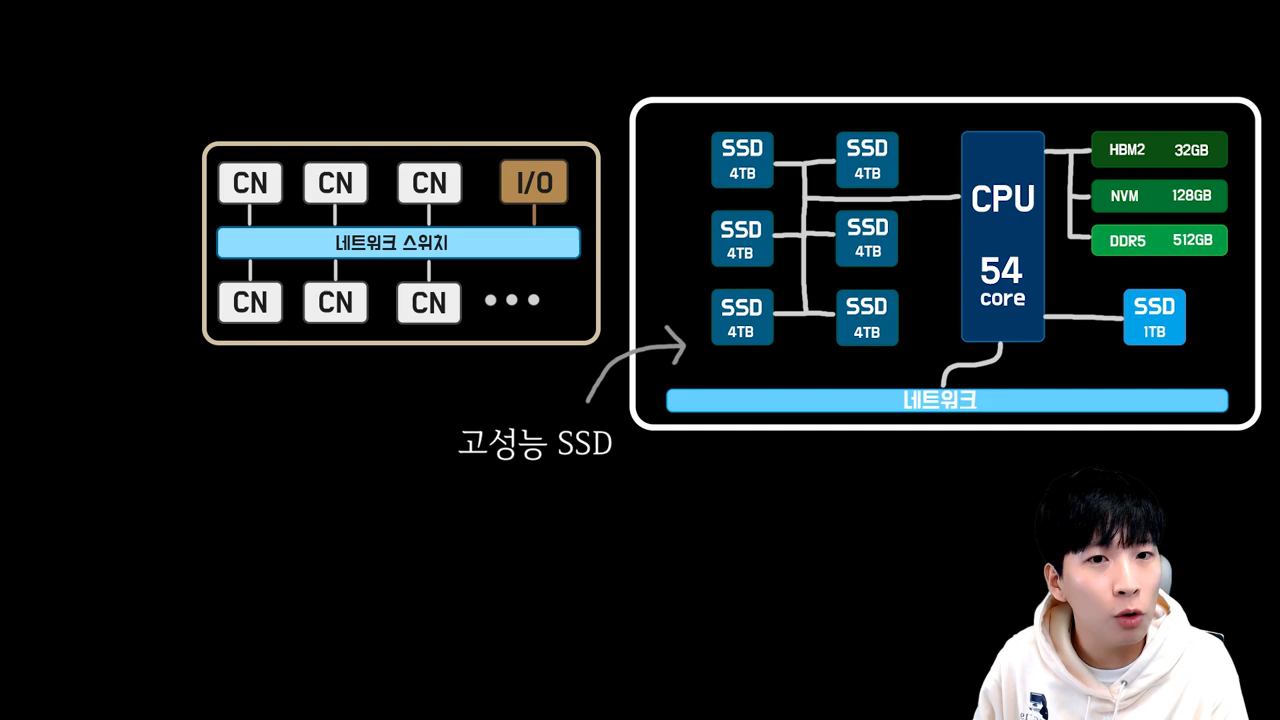 CN
CN
CN
I/O
네트워크 스위치
CN
CN
CN
고성능 SSD
SSD
4TB
SSD
4TB
SSD
4TB
SSD
4TB
SSD
4TB
SSD
4TB
CPU
54
core
HBM2 32GB
NVM 128GB
DDR5 512GB
SSD
1TB
네트워크